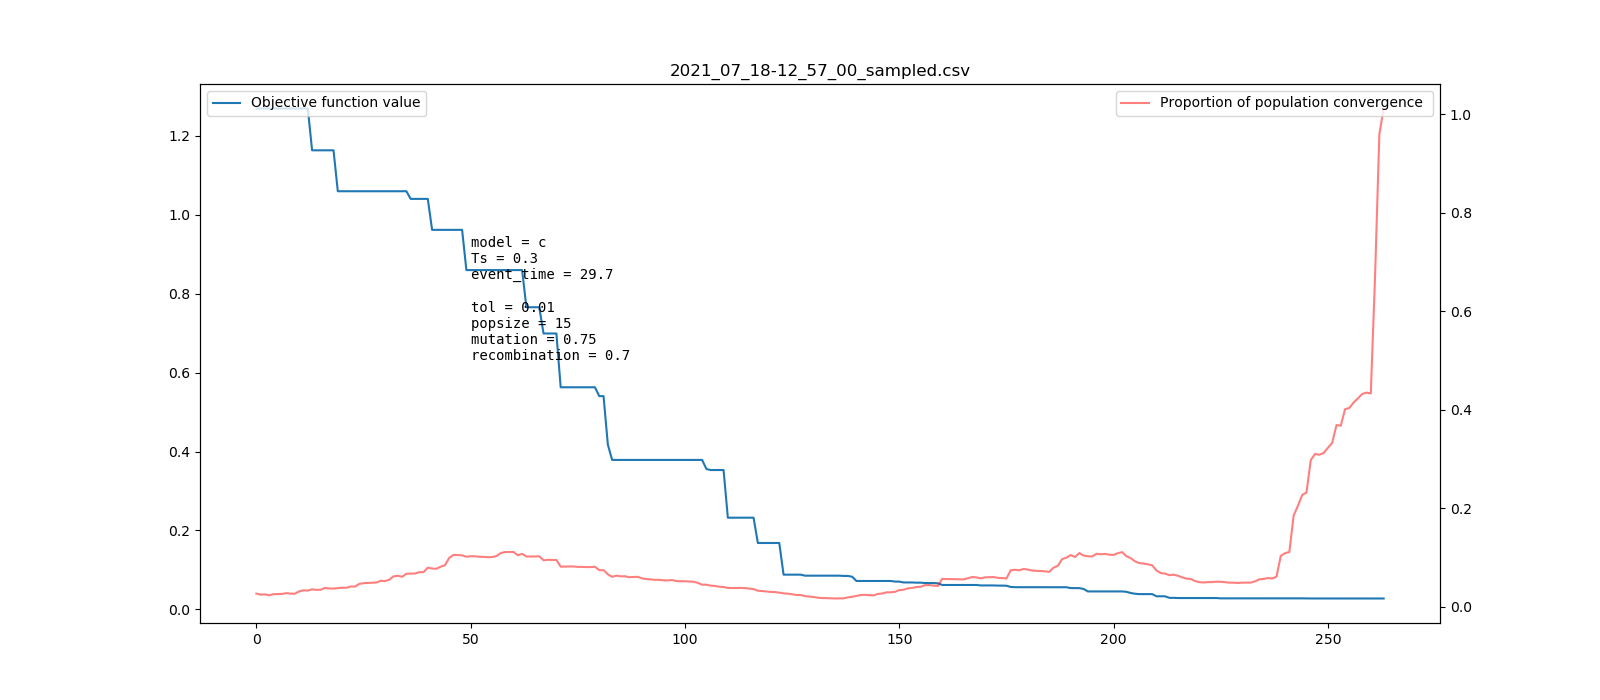 2021_07_18-12_57_00_sampled.csv
Objective function value
Proportion of population convergence
1.2
1.0
0.8
0.6
0.4
0.2
0.0
model = c
Ts = 0.3
event_time = 29.7
tol = 0.01
popsize = 15
mutation = 0.75
recombination = 0.7
1.0
0.8
0.6
0.4
0.2
0.0
0
50
100
150
200
250